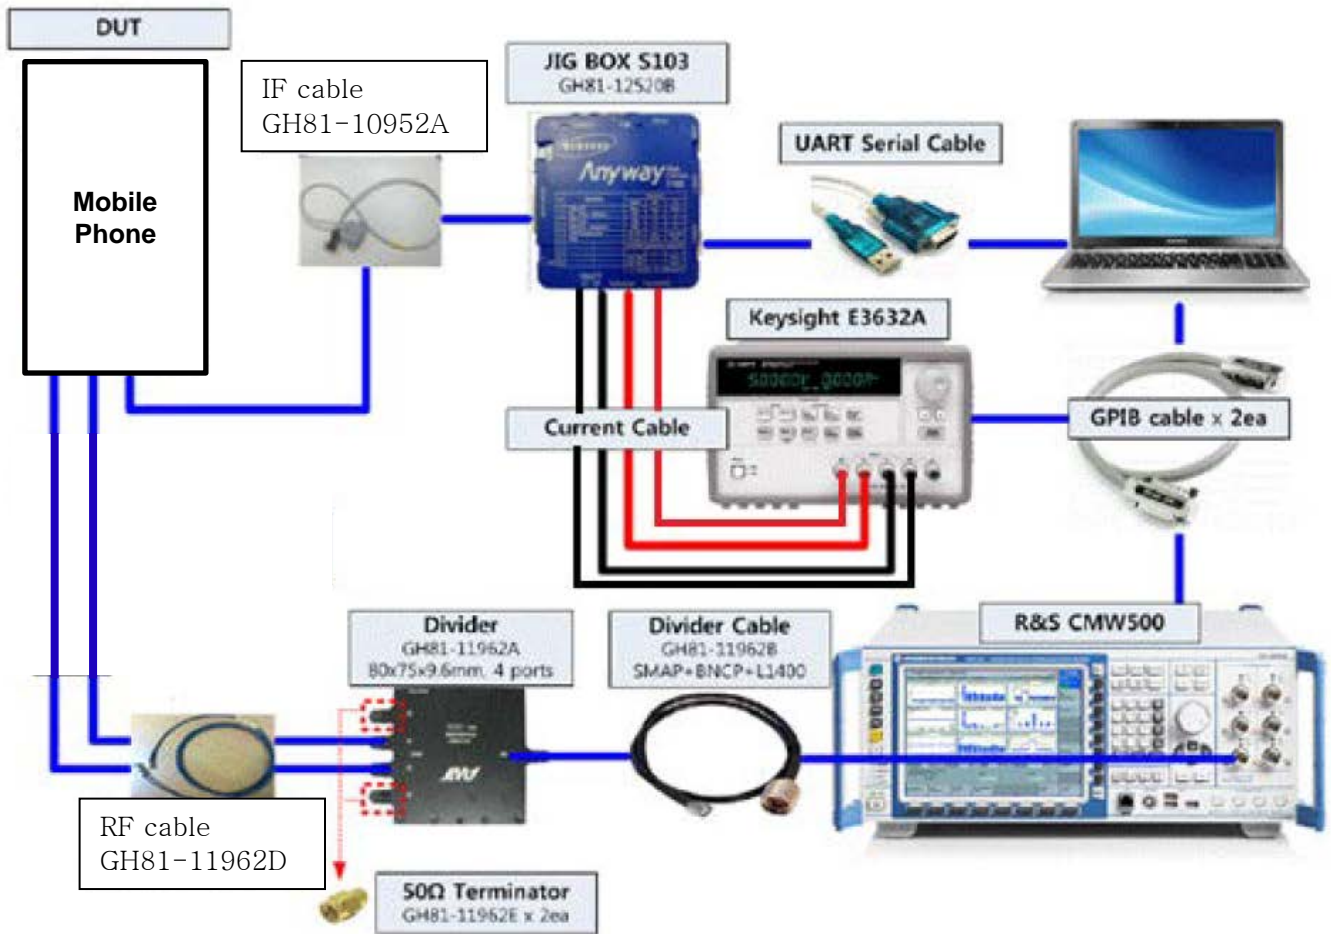 DUT
Mobile
Phone
IF cable
GH81-10952A
JIG BOX S103
GH81-12520B
Anyway
UART Serial Cable
Keysight E3632A
Current Cable
GPIB cable x 2ea
R&S CMW500
Divider
GH81-11962A
80x75x9.6mm, 4 ports
Divider Cable
GH81-11962B
SMAP+BNCP+L1400
RF cable
GH81-11962D
50Ω Terminator
GH81-11962E x 2ea